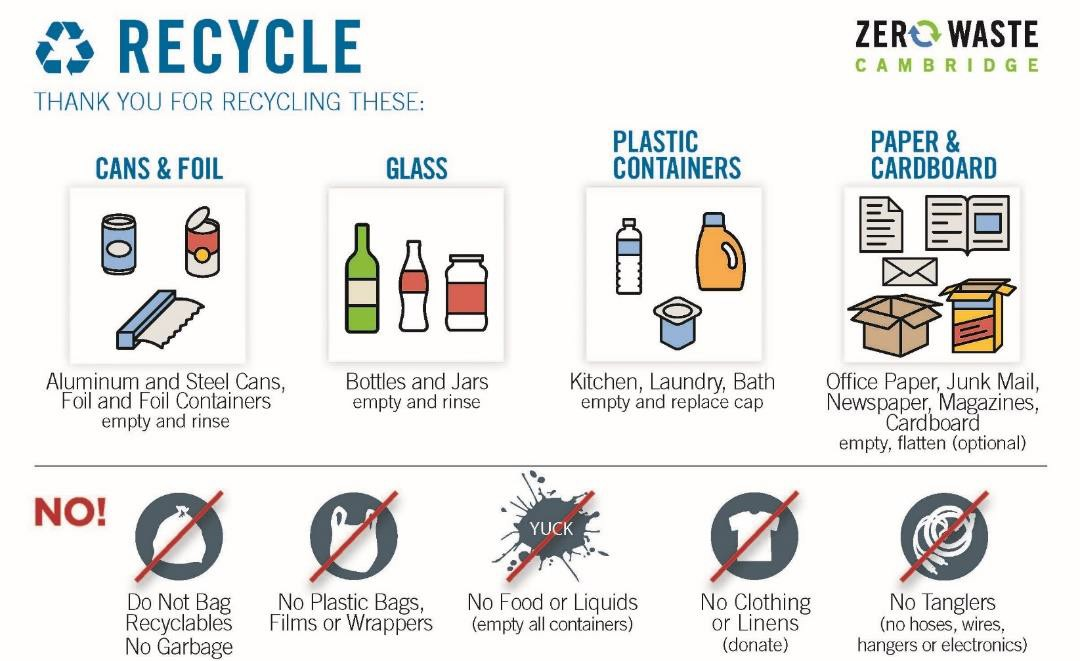 RECYCLE
ZERO WASTE
CAMBRIDGE
THANK YOU FOR RECYCLING THESE:
CANS & FOIL
Aluminum and Steel Cans,
Foil and Foil Containers
empty and rinse
GLASS
Bottles and Jars
empty and rinse
PLASTIC
CONTAINERS
Kitchen, Laundry, Bath
empty and replace cap
PAPER &
CARDBOARD
Office Paper, Junk Mail,
Newspaper, Magazines,
Cardboard
empty, flatten (optional)
NO!
Do Not Bag
Recyclables
No Garbage
No Plastic Bags,
Films or Wrappers
YUCK
No Food or Liquids
(empty all containers)
No Clothing
or Linens
(donate)
No Tanglers
(no hoses, wires,
hangers or electronics)